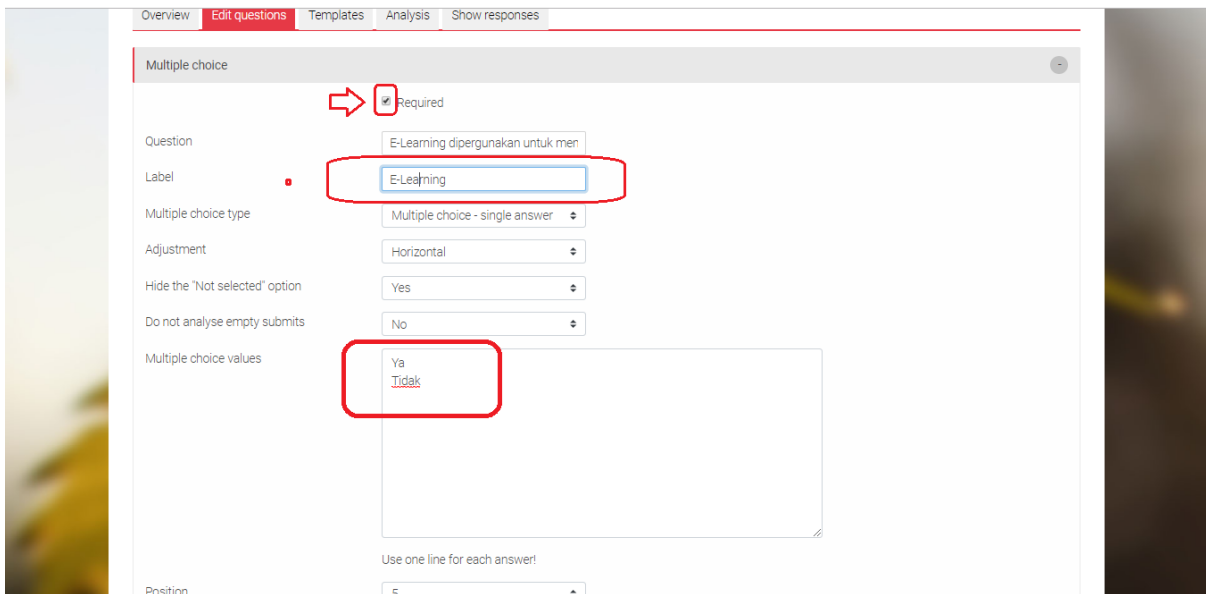 Overview Edit questions Templates Analysis Show responses
Multiple choice
Required
Question E-Learning dipergunakan untuk men
Label E-Learning
Multiple choice type Multiple choice - single answer
Adjustment Horizontal
Hide the "Not selected" option Yes
Do not analyse empty submits No
Multiple choice values Ya
Tidak
Use one line for each answer!
Position 5